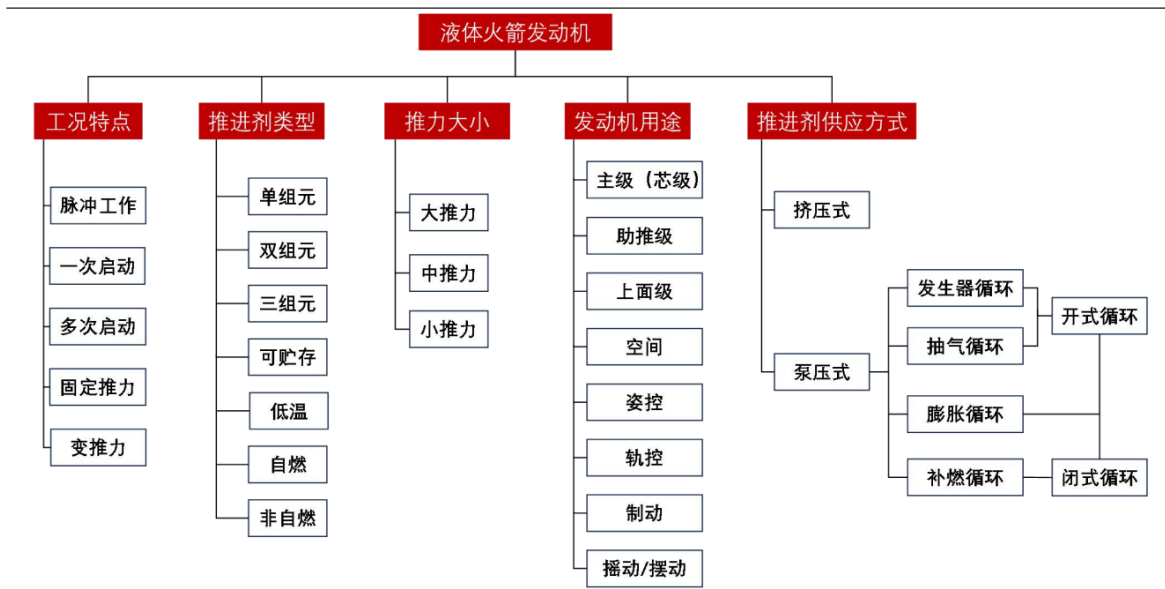 液体火箭发动机
工况特点
脉冲工作
一次启动
多次启动
固定推力
变推力
推进剂类型
单组元
双组元
三组元
可贮存
低温
自燃
非自燃
推力大小
大推力
中推力
小推力
发动机用途
主级（芯级）
助推级
上面级
空间
姿控
轨控
制动
摇动/摆动
推进剂供应方式
挤压式
泵压式
发生器循环
抽气循环
膨胀循环
补燃循环
开式循环
闭式循环